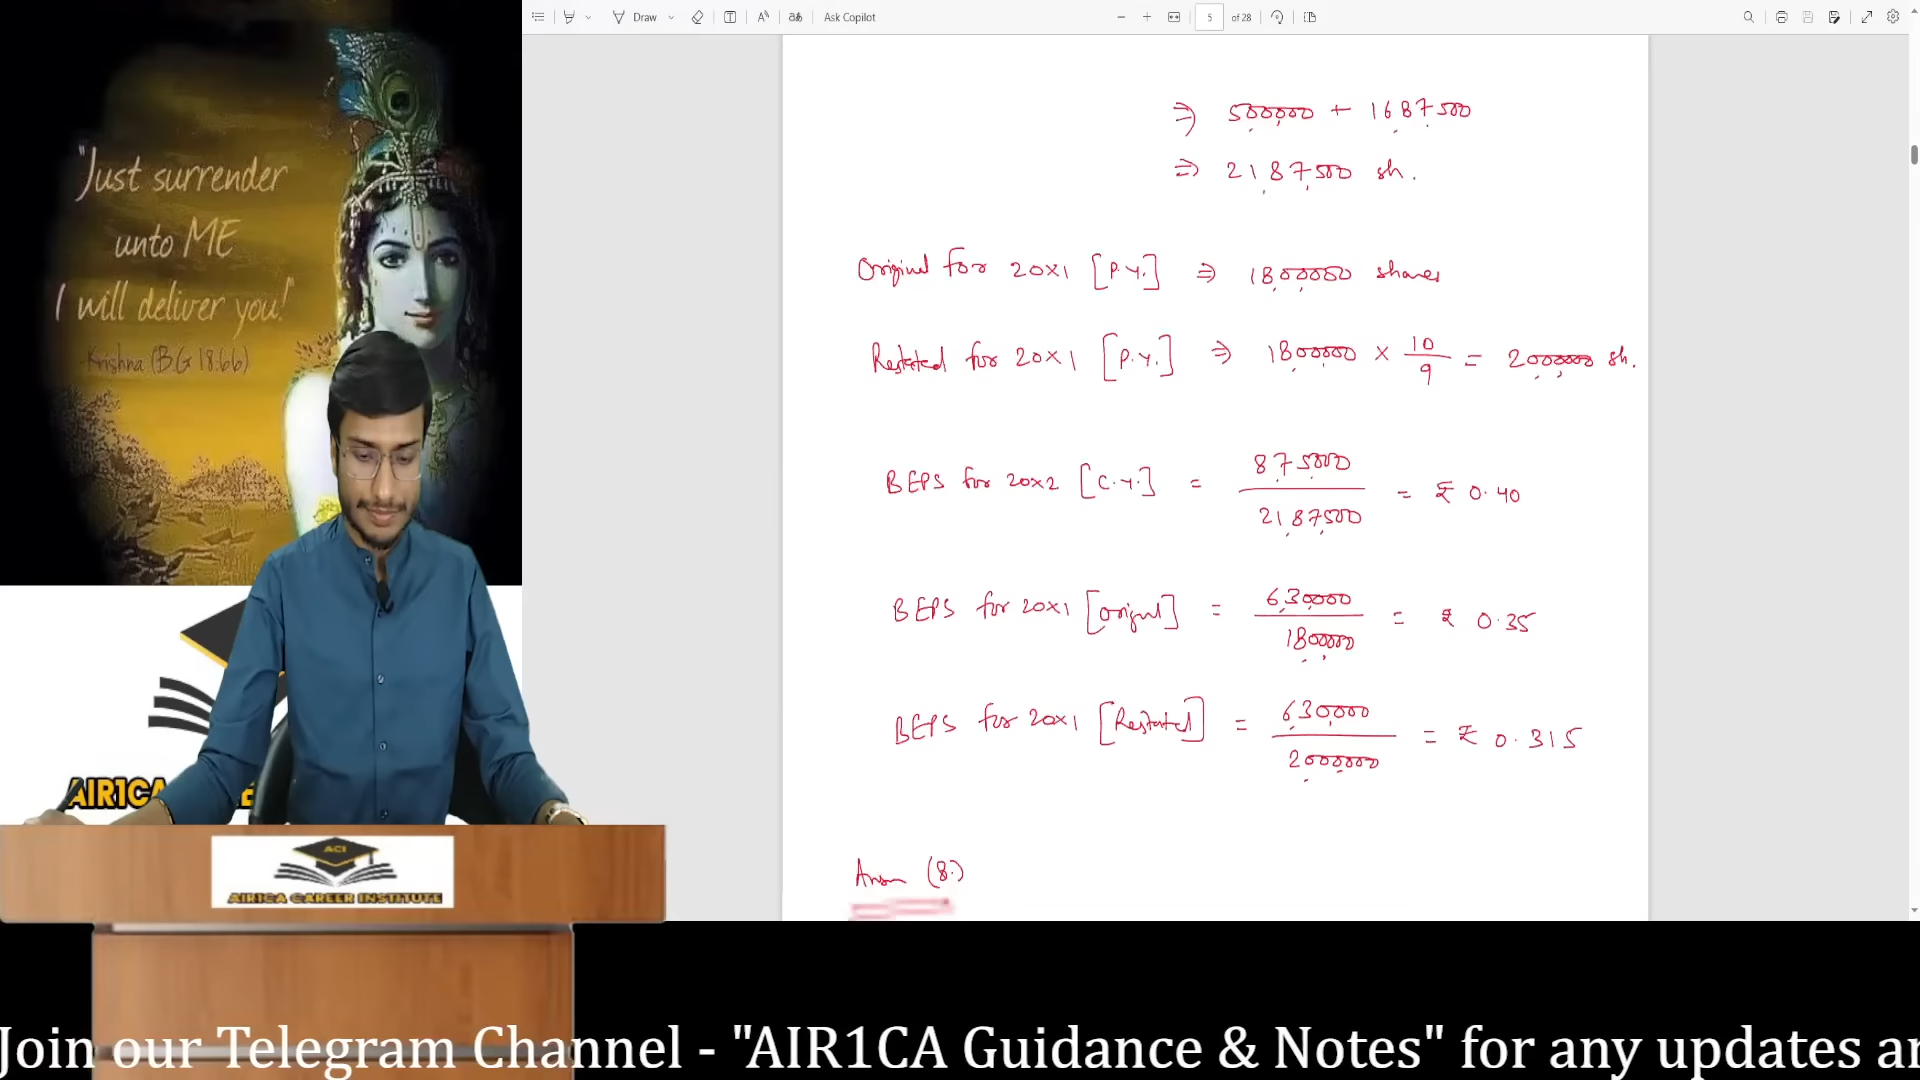 "Just surrender
unto ME
I will deliver you!"
- Krishna (B.G 18.66)
Draw
Ask Copilot
5 of 28
⇒ 500000 + 1687500
⇒ 2187500 sh.
Original for 20x1 [P.Y.] ⇒ 1800000 shares
Restated for 20x1 [P.Y.] ⇒ 1800000 × 10/9 = 2000000 sh.
BEPS for 20x2 [C.Y.] = 875000/2187500 = ₹ 0.40
BEPS for 20x1 [Original] = 630000/1800000 = ₹ 0.35
BEPS for 20x1 [Restated] = 630000/2000000 = ₹ 0.315
Answer (8.)
AIR1CA
ACI
AIR1CA CAREER INSTITUTE
Join our Telegram Channel - "AIR1CA Guidance & Notes" for any updates